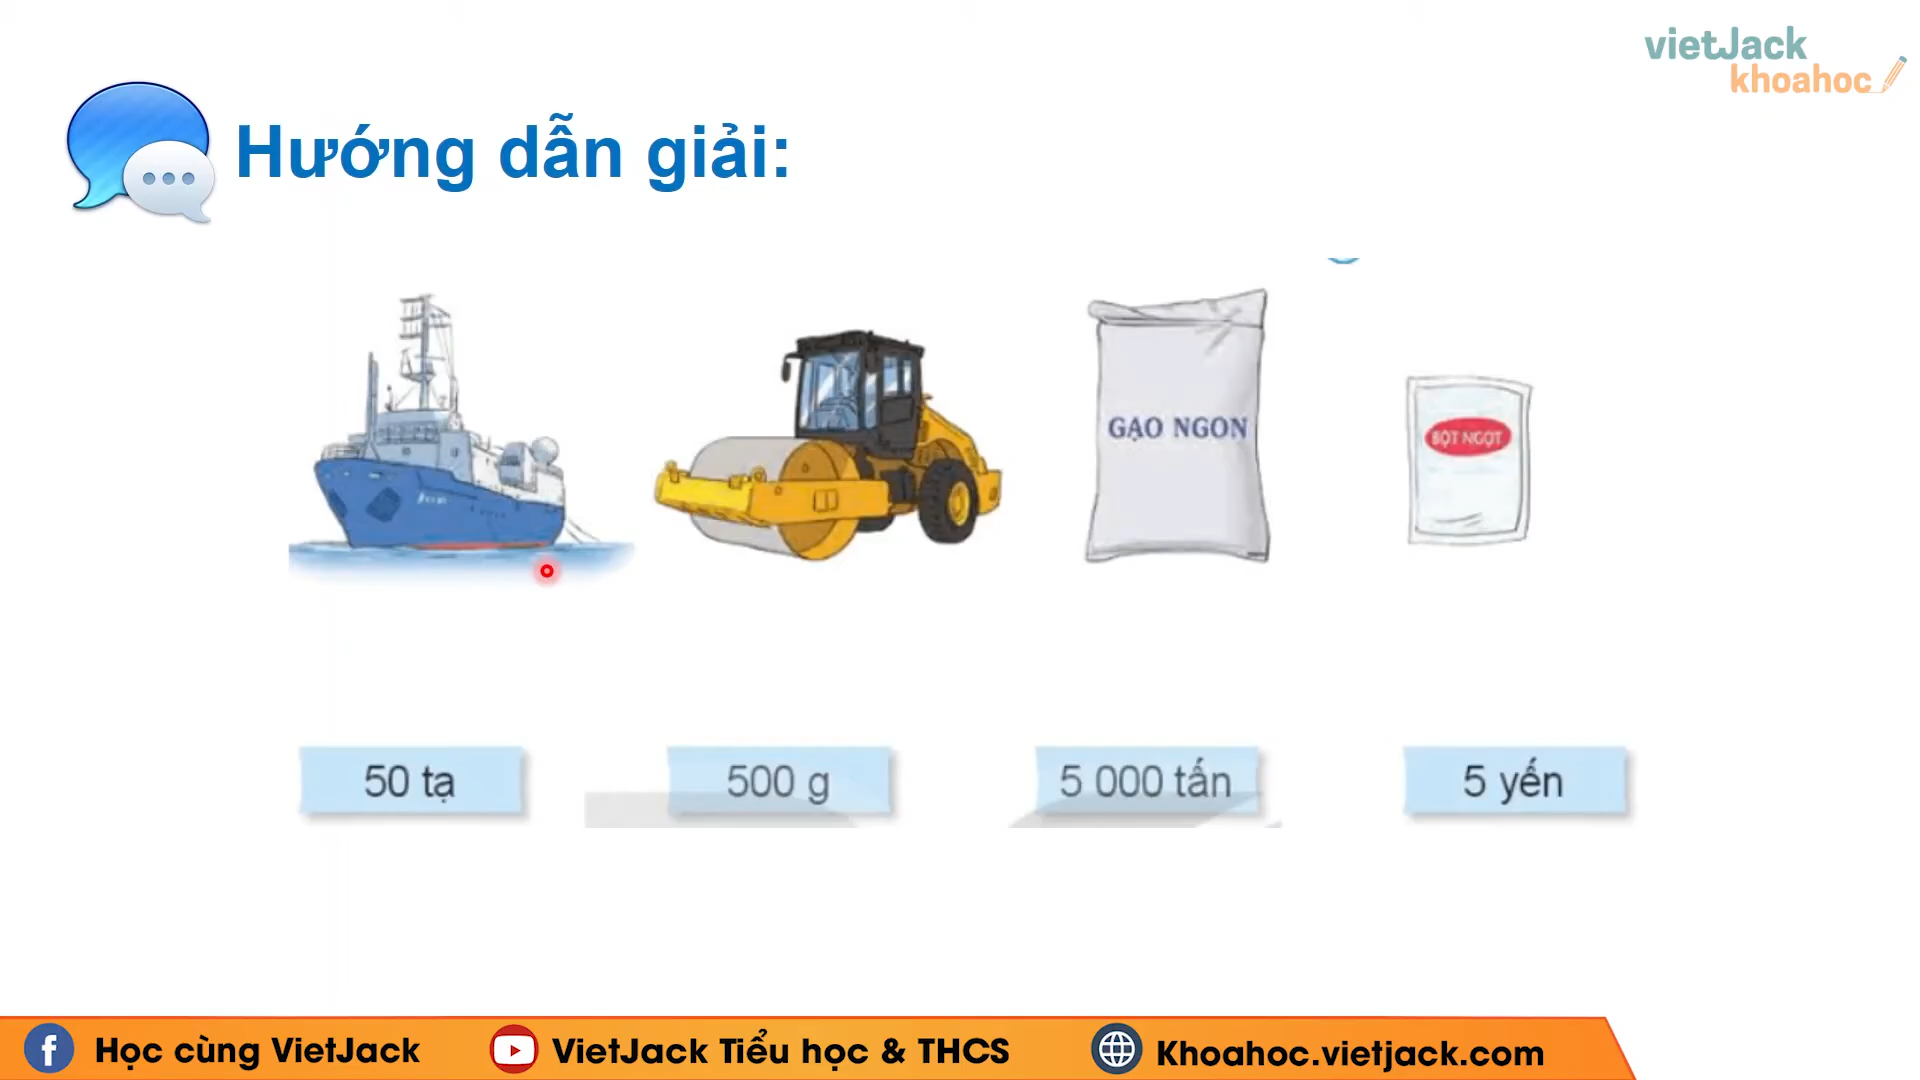 vietJack
khoahoc
Hướng dẫn giải:
GẠO NGON
BỘT NGỌT
50 tạ
500 g
5 000 tấn
5 yến
Học cùng VietJack
VietJack Tiểu học & THCS
Khoahoc.vietjack.com